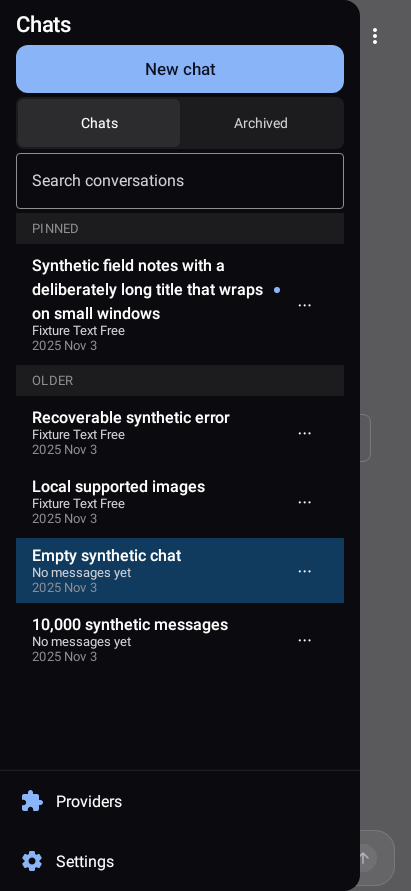 Chats
New chat
Chats
Archived
Search conversations
PINNED
Synthetic field notes with a
deliberately long title that wraps
on small windows
Fixture Text Free
2025 Nov 3
OLDER
Recoverable synthetic error
Fixture Text Free
2025 Nov 3
Local supported images
Fixture Text Free
2025 Nov 3
Empty synthetic chat
No messages yet
2025 Nov 3
10,000 synthetic messages
No messages yet
2025 Nov 3
Providers
Settings